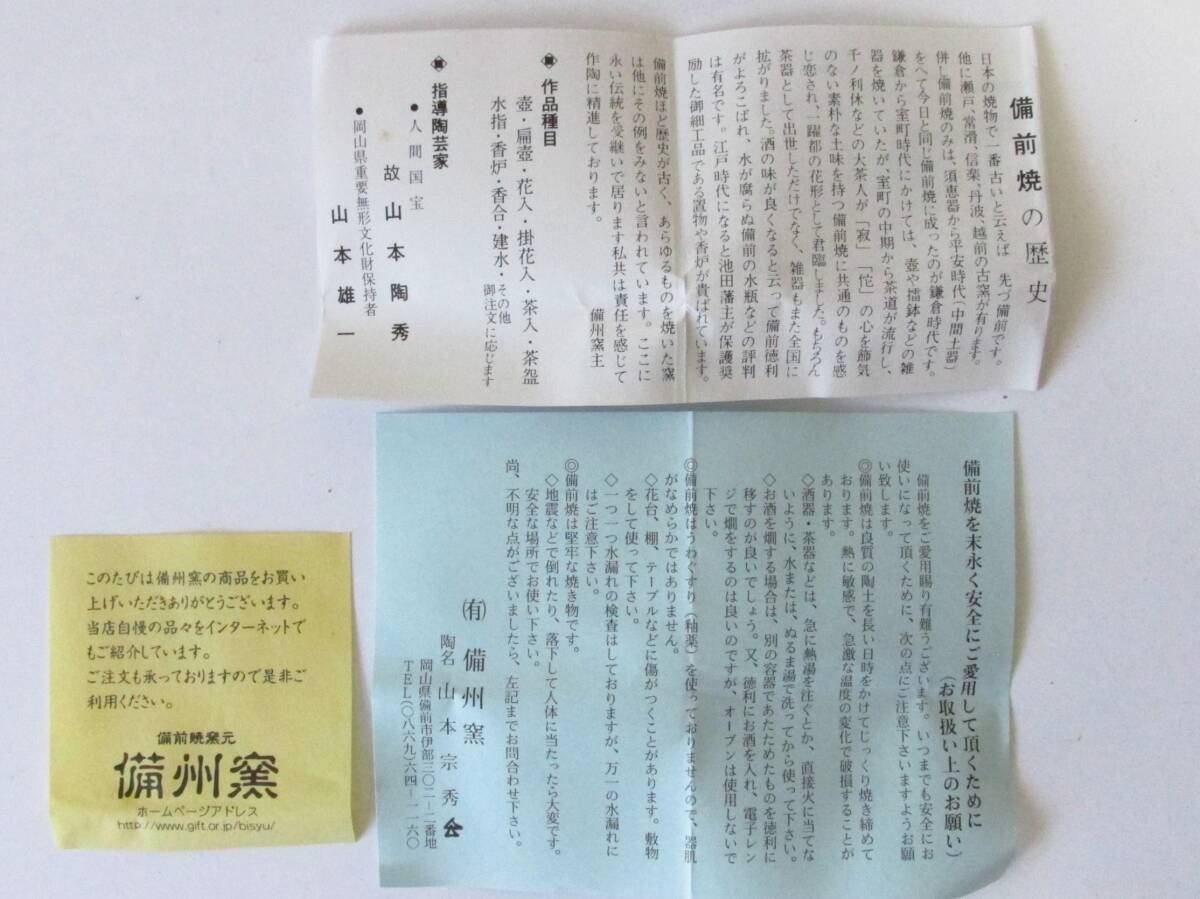 備前焼の歴史
日本の焼物で一番古いと云えば　先づ備前です。
他に瀬戸、常滑、信楽、丹波、越前の古窯が有ります。
併し備前焼のみは、須恵器から平安時代（中間土器）
をへて今日と同じ備前焼に成ったのが鎌倉時代です。
鎌倉から室町時代にかけては、壺や擂鉢などの雑
器を焼いていたが、室町の中期から茶道が流行し、
千ノ利休などの大茶人が「寂」「侘」の心を節気
のない素朴な土味を持つ備前焼に共通のものを感
じ恋され、一躍都の花形として君臨しました。もちろん
茶器として出世しただけでなく、雑器もまた全国に
拡がりました。酒の味が良くなると云って備前徳利
がよろこばれ、水が腐らぬ備前の水瓶などの評判
は有名です。江戸時代になると池田藩主が保護奨
励した御細工品である置物や香炉が貴ばれています。
備前焼ほど歴史が古く、あらゆるものを焼いた窯
は他にその例をみないと言われています。ここに
永い伝統を受継いで居ります私共は責任を感じて
作陶に精進しております。
備州窯主
作品種目
壺・扁壺・花入・掛花入・茶入・茶盌
水指・香炉・香合・建水・その他
御注文に応じます
指導陶芸家
●人間国宝
故 山本陶秀
●岡山県重要無形文化財保持者
山本雄一
備前焼を末永く安全にご愛用して頂くために
（お取扱い上のお願い）
備前焼をご愛用賜り有難うございます。いつまでも安全にお
使いになって頂くために、次の点にご注意下さいますようお願
い致します。
◎備前焼は良質の陶土を長い日時をかけてじっくり焼き締めて
おります。熱に敏感で、急激な温度の変化で破損することが
あります。
◇酒器・茶器などは、急に熱湯を注ぐとか、直接火に当てな
いように、水または、ぬるま湯で洗ってから使って下さい。
◇お酒を燗する場合は、別の容器であたためたものを徳利に
移すのが良いでしょう。又、徳利にお酒を入れ、電子レン
ジで燗をするのは良いのですが、オーブンは使用しないで
下さい。
◎備前焼はうわぐすり（釉薬）を使っておりませんので、器肌
がなめらかではありません。
◇花台、棚、テーブルなどに傷がつくことがあります。敷物
をして使って下さい。
◇一つ一つ水漏れの検査はしておりますが、万一の水漏れに
はご注意下さい。
◎備前焼は堅牢な焼き物です。
◇地震などで倒れたり、落下して人体に当たったら大変です。
安全な場所でお使い下さい。
尚、不明な点がございましたら、左記までお問合わせ下さい。
㈲備州窯
陶名 山本宗秀
岡山県備前市伊部三〇二-二番地
TEL（〇八六九）六四-一一六〇
このたびは備州窯の商品をお買い
上げいただきありがとうございます。
当店自慢の品々をインターネットで
もご紹介しています。
ご注文も承っておりますので是非ご
利用ください。
備前焼窯元
備州窯
ホームページアドレス
http://www.gift.or.jp/bisyu/